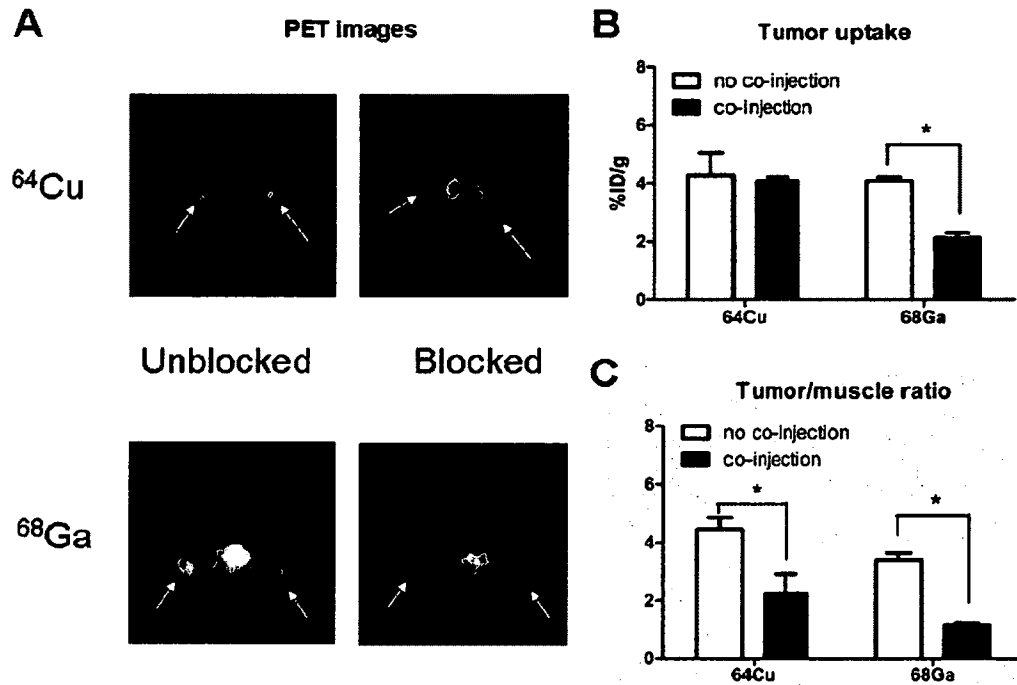 A
PET images
64Cu
Unblocked
Blocked
68Ga
B
Tumor uptake
8
6
4
2
0
%ID/g
no co-injection
co-injection
*
64Cu
68Ga
C
Tumor/muscle ratio
8
6
4
2
0
no co-injection
co-injection
*
*
64Cu
68Ga